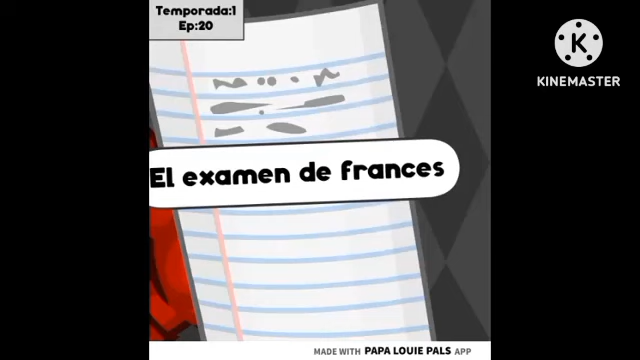 Temporada:1
Ep:20
KINEMASTER
El examen de frances
MADE WITH PAPA LOUIE PALS APP